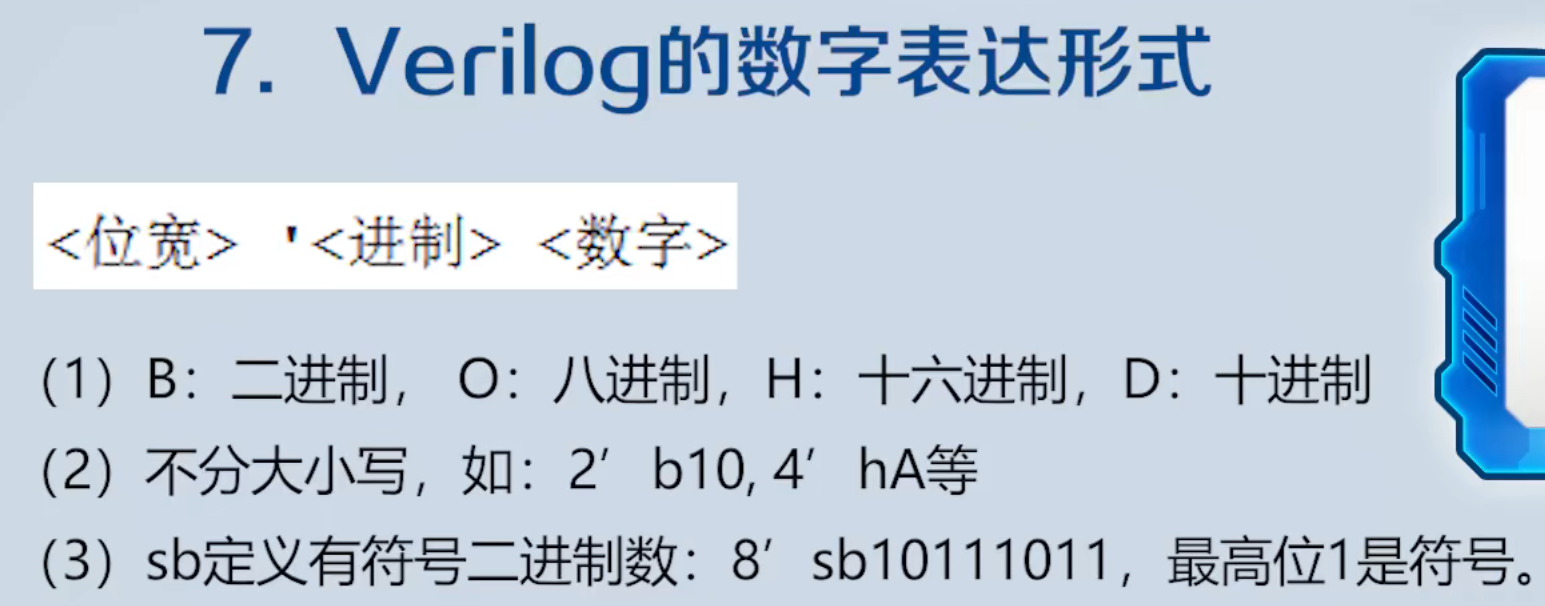 7. Verilog的数字表达形式
<位宽> '<进制> <数字>
(1) B：二进制， O：八进制，H：十六进制，D：十进制
(2) 不分大小写，如：2′ b10, 4′ hA等
(3) sb定义有符号二进制数：8′ sb10111011，最高位1是符号。